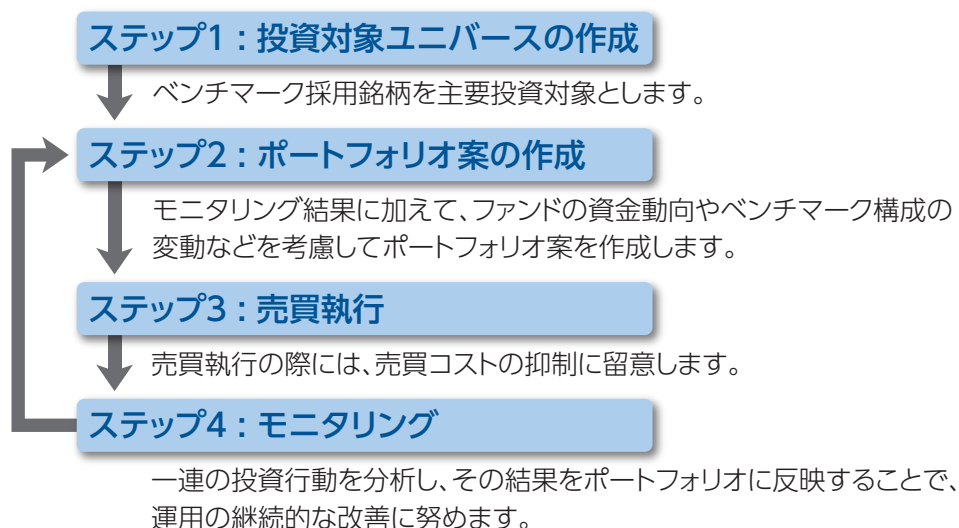 ステップ1：投資対象ユニバースの作成
ベンチマーク採用銘柄を主要投資対象とします。
ステップ2：ポートフォリオ案の作成
モニタリング結果に加えて、ファンドの資金動向やベンチマーク構成の
変動などを考慮してポートフォリオ案を作成します。
ステップ3：売買執行
売買執行の際には、売買コストの抑制に留意します。
ステップ4：モニタリング
一連の投資行動を分析し、その結果をポートフォリオに反映することで、
運用の継続的な改善に努めます。